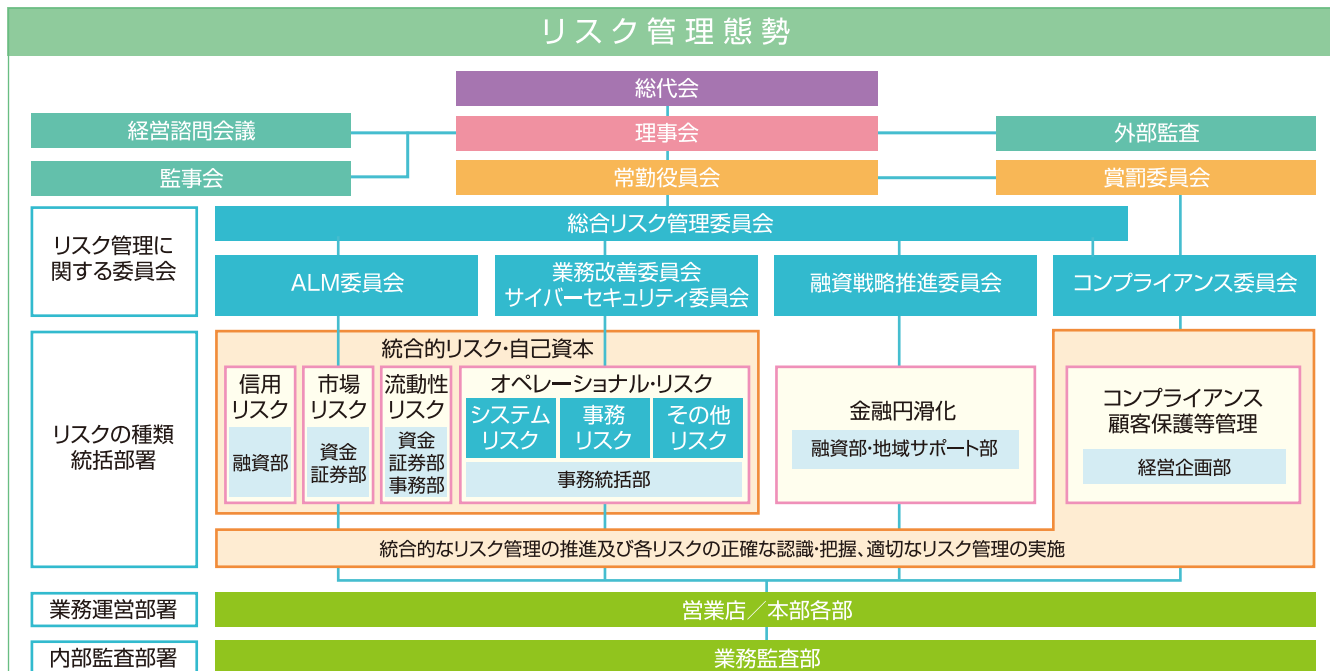 リスク管理態勢
総代会
経営諮問会議
理事会
外部監査
監事会
常勤役員会
賞罰委員会
リスク管理に
関する委員会
総合リスク管理委員会
ALM委員会
業務改善委員会
サイバーセキュリティ委員会
融資戦略推進委員会
コンプライアンス委員会
リスクの種類
統括部署
統合的リスク・自己資本
信用
リスク
融資部
市場
リスク
資金
証券部
流動性
リスク
資金
証券部
事務部
オペレーショナル・リスク
システム
リスク
事務
リスク
その他
リスク
事務統括部
金融円滑化
融資部・地域サポート部
コンプライアンス
顧客保護等管理
経営企画部
統合的なリスク管理の推進及び各リスクの正確な認識・把握、適切なリスク管理の実施
業務運営部署
営業店／本部各部
内部監査部署
業務監査部